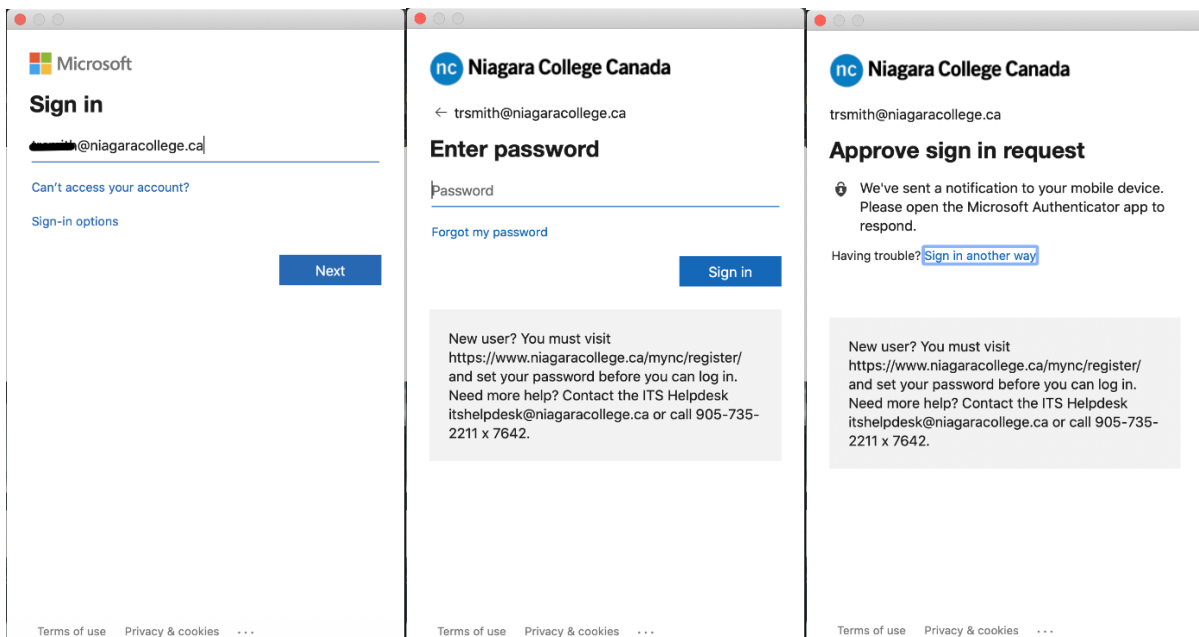 Microsoft
Sign in
@niagaracollege.ca
Can't access your account?
Sign-in options
Next
Terms of use Privacy & cookies ...
nc Niagara College Canada
← trsmith@niagaracollege.ca
Enter password
Password
Forgot my password
Sign in
New user? You must visit
https://www.niagaracollege.ca/mync/register/
and set your password before you can log in.
Need more help? Contact the ITS Helpdesk
itshelpdesk@niagaracollege.ca or call 905-735-
2211 x 7642.
Terms of use Privacy & cookies ...
nc Niagara College Canada
trsmith@niagaracollege.ca
Approve sign in request
We've sent a notification to your mobile device.
Please open the Microsoft Authenticator app to
respond.
Having trouble? Sign in another way
New user? You must visit
https://www.niagaracollege.ca/mync/register/
and set your password before you can log in.
Need more help? Contact the ITS Helpdesk
itshelpdesk@niagaracollege.ca or call 905-735-
2211 x 7642.
Terms of use Privacy & cookies ...